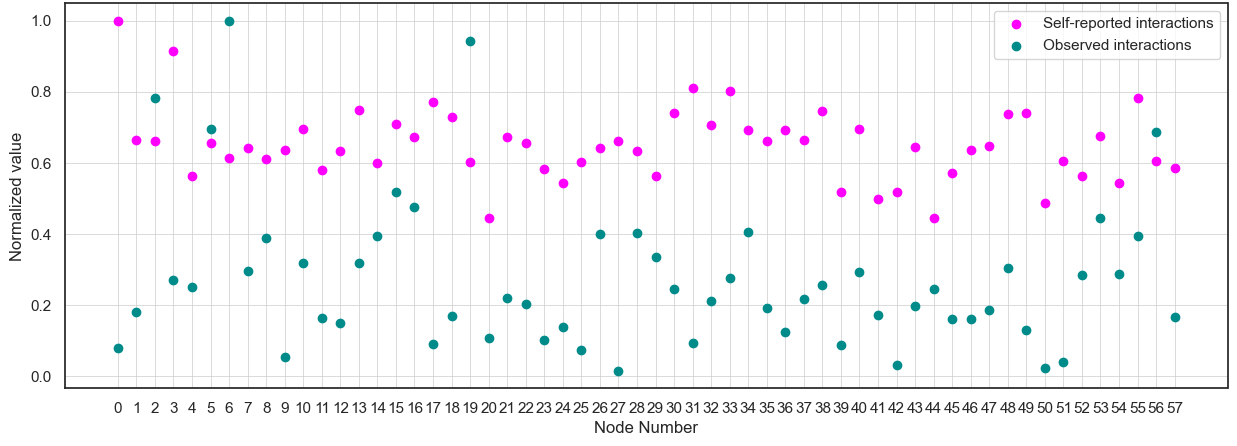 Self-reported interactions
Observed interactions
Normalized value
1.0
0.8
0.6
0.4
0.2
0.0
0 1 2 3 4 5 6 7 8 9 10 11 12 13 14 15 16 17 18 19 20 21 22 23 24 25 26 27 28 29 30 31 32 33 34 35 36 37 38 39 40 41 42 43 44 45 46 47 48 49 50 51 52 53 54 55 56 57
Node Number